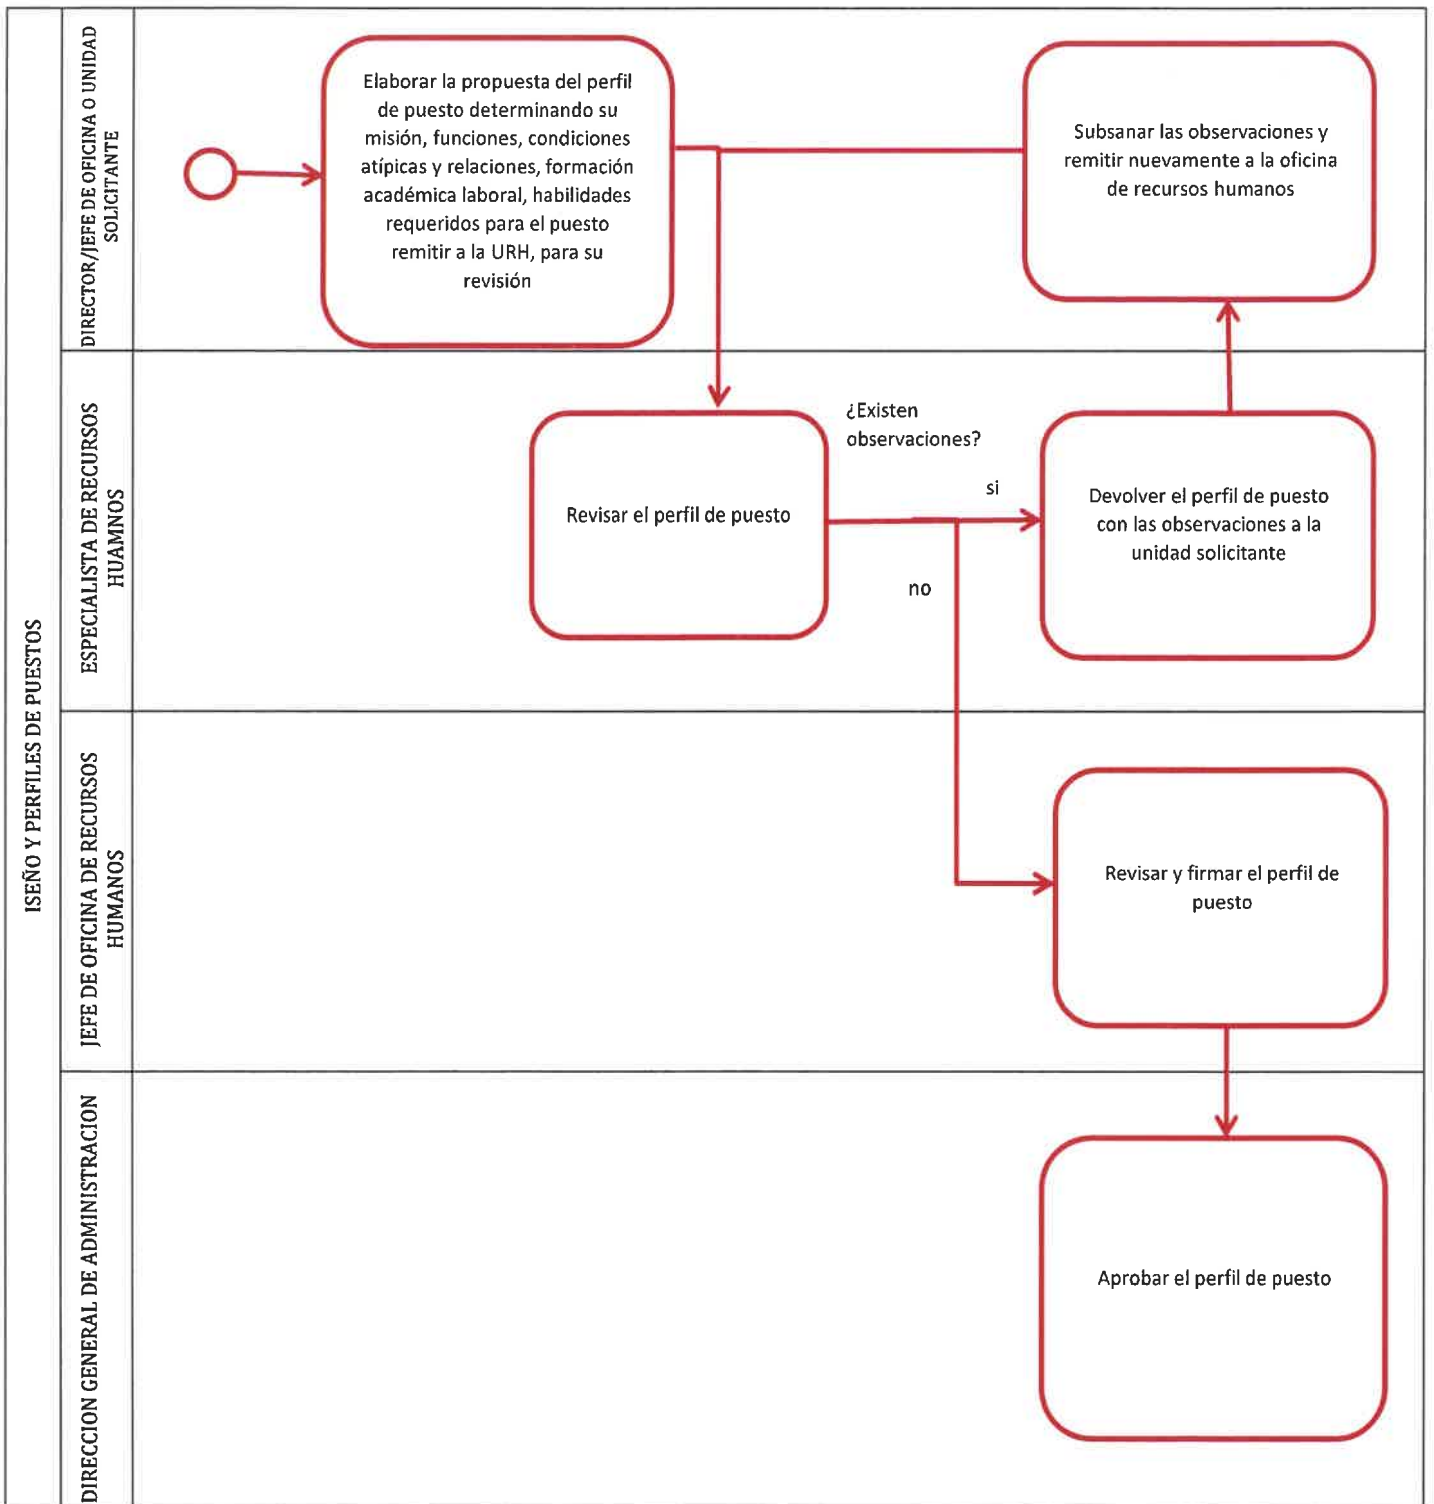 ISEÑO Y PERFILES DE PUESTOS
DIRECTOR/JEFE DE OFICINA O UNIDAD
SOLICITANTE
Elaborar la propuesta del perfil
de puesto determinando su
misión, funciones, condiciones
atípicas y relaciones, formación
académica laboral, habilidades
requeridos para el puesto
remitir a la URH, para su
revisión
Subsanar las observaciones y
remitir nuevamente a la oficina
de recursos humanos
ESPECIALISTA DE RECURSOS
HUAMNOS
Revisar el perfil de puesto
¿Existen
observaciones?
si
no
Devolver el perfil de puesto
con las observaciones a la
unidad solicitante
JEFE DE OFICINA DE RECURSOS
HUMANOS
Revisar y firmar el perfil de
puesto
DIRECCION GENERAL DE ADMINISTRACION
Aprobar el perfil de puesto